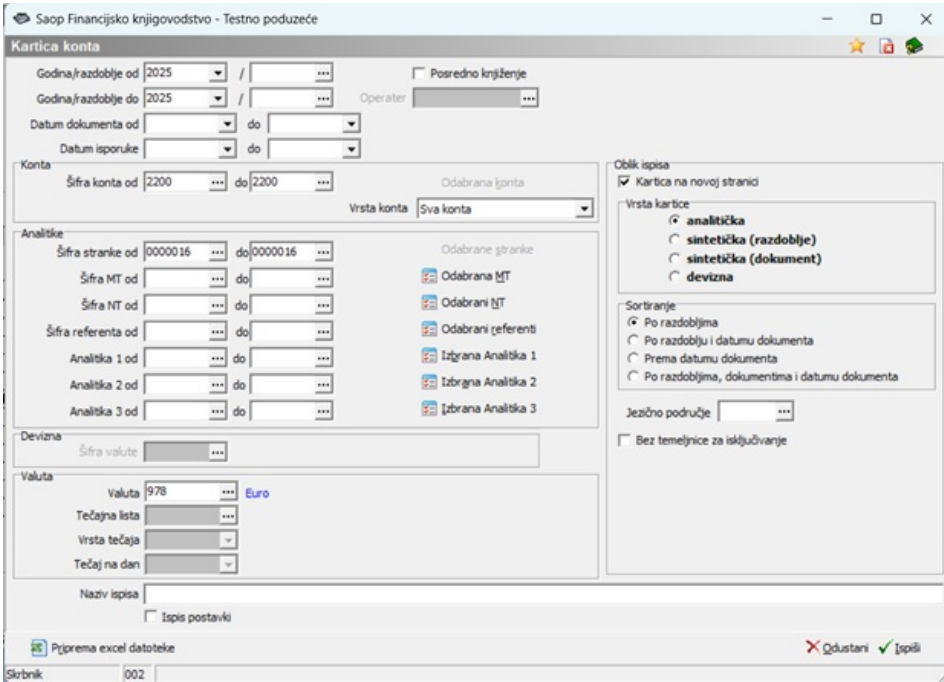 Saop Financijsko knjigovodstvo - Testno poduzeće
Kartica konta
Godina/razdoblje od 2025 / Posredno knjiženje
Godina/razdoblje do 2025 / Operater
Datum dokumenta od do
Datum isporuke do
Konta
Šifra konta od 2200 do 2200 Odabrana konta
Vrsta konta Sva konta
Analitike
Šifra stranke od 0000016 do 0000016 Odabrane stranke
Šifra MT od do Odabrana MT
Šifra NT od do Odabrani NT
Šifra referenta od do Odabrani referenti
Analitika 1 od do Izbrana Analitika 1
Analitika 2 od do Izbrana Analitika 2
Analitika 3 od do Izbrana Analitika 3
Devizna
Šifra valute
Valuta
Valuta 978 Euro
Tečajna lista
Vrsta tečaja
Tečaj na dan
Oblik ispisa
Kartica na novoj stranici
Vrsta kartice
analitička
sintetička (razdoblje)
sintetička (dokument)
devizna
Sortiranje
Po razdobljima
Po razdoblju i datumu dokumenta
Prema datumu dokumenta
Po razdobljima, dokumentima i datumu dokumenta
Jezično područje
Bez temeljnice za isključivanje
Naziv ispisa
Ispis postavki
Priprema excel datoteke Odustani Ispiši
Skrbnik 002